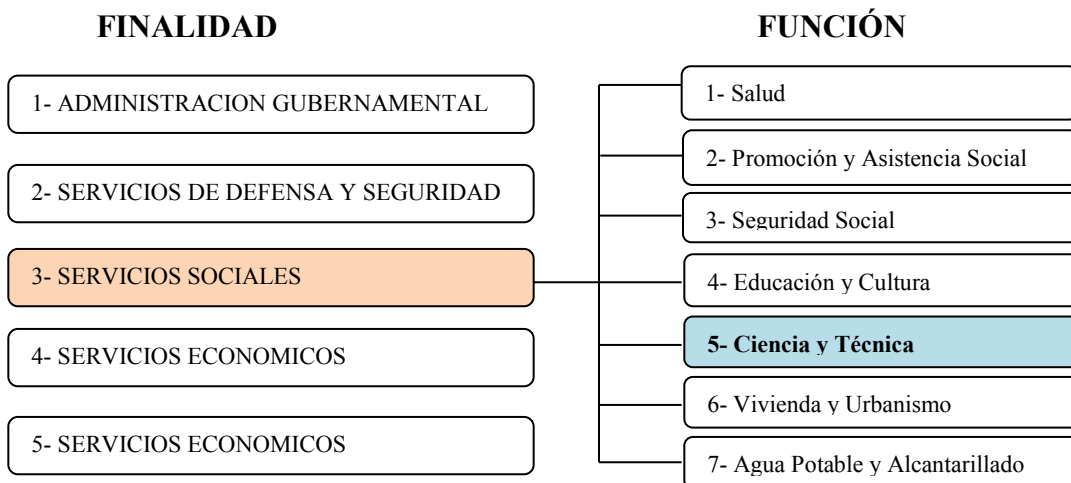 FINALIDAD
1- ADMINISTRACION GUBERNAMENTAL
2- SERVICIOS DE DEFENSA Y SEGURIDAD
3- SERVICIOS SOCIALES
4- SERVICIOS ECONOMICOS
5- SERVICIOS ECONOMICOS
FUNCIÓN
1- Salud
2- Promoción y Asistencia Social
3- Seguridad Social
4- Educación y Cultura
5- Ciencia y Técnica
6- Vivienda y Urbanismo
7- Agua Potable y Alcantarillado